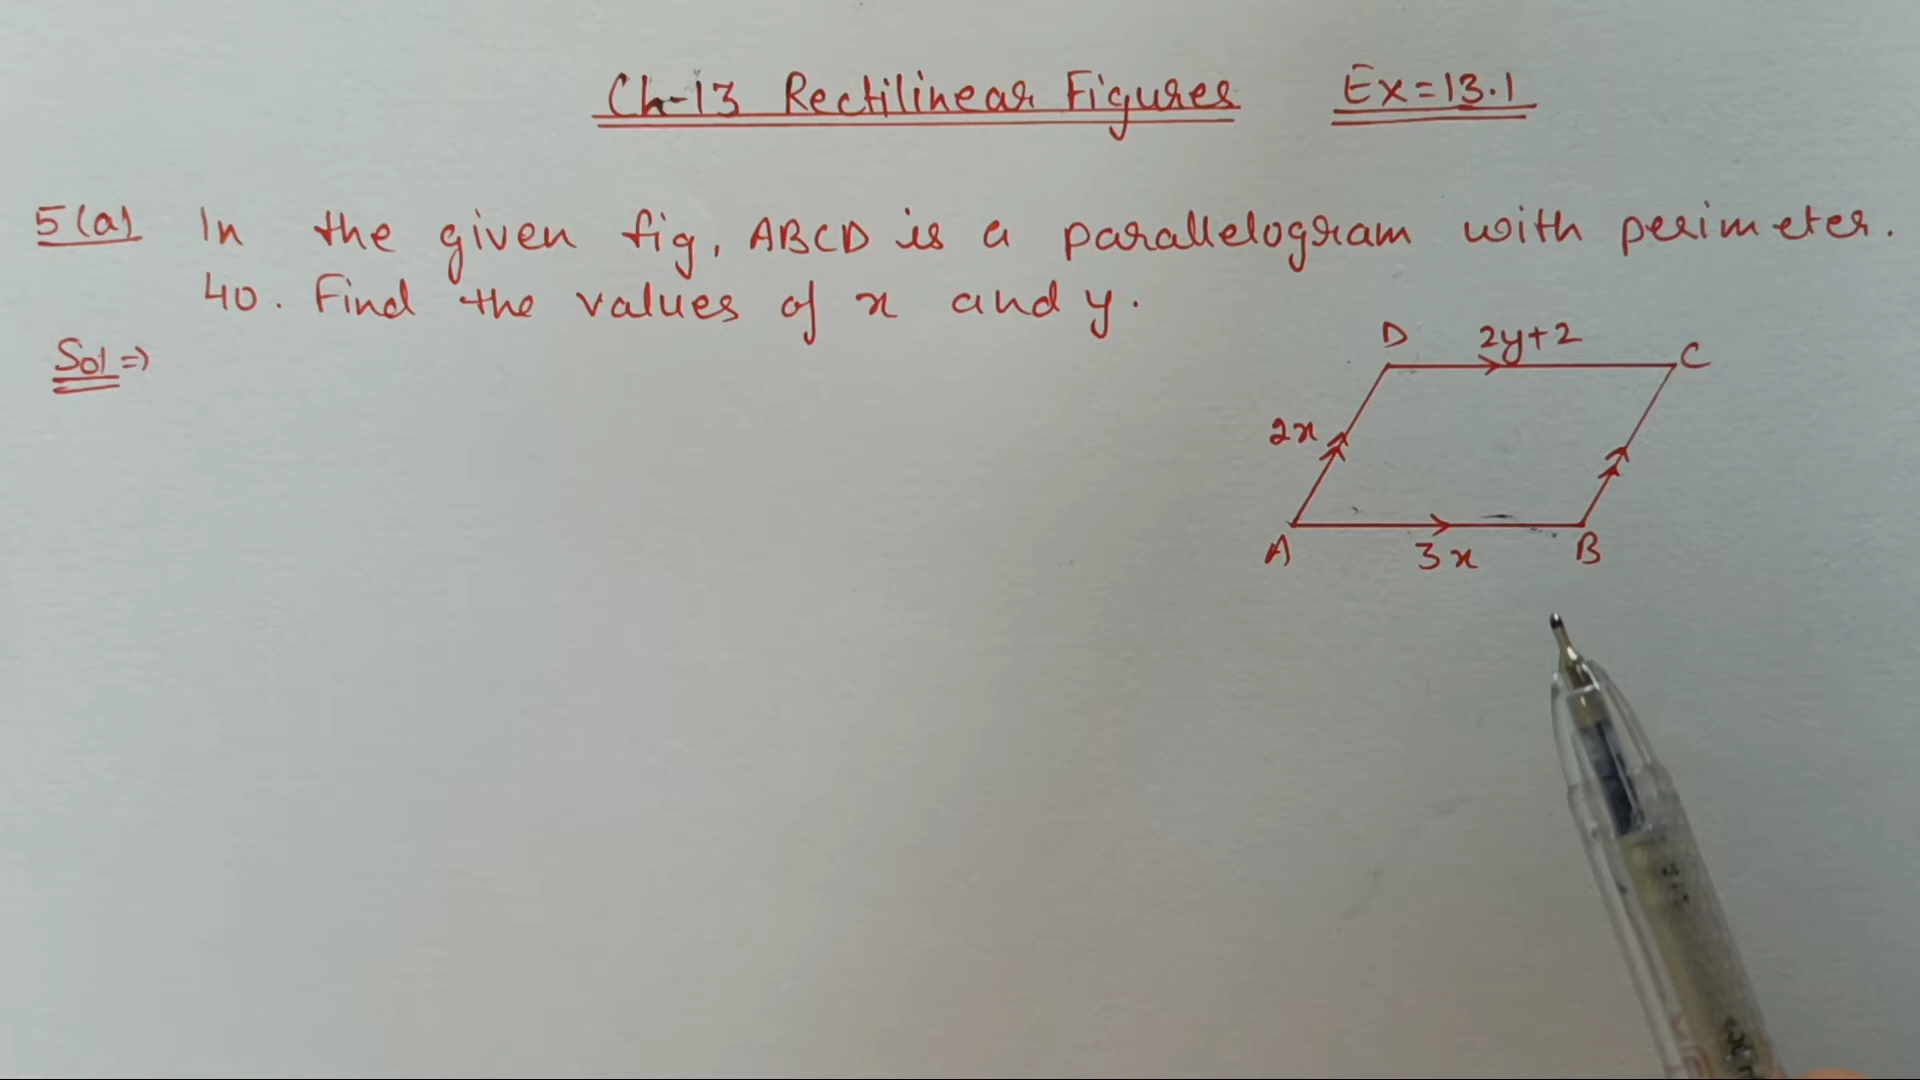 Ch-13 Rectilinear Figures Ex=13.1
5(a) In the given fig, ABCD is a parallelogram with perimeter.
40. Find the values of x and y.
Sol=>
D 2y+2 C
2x
A 3x B